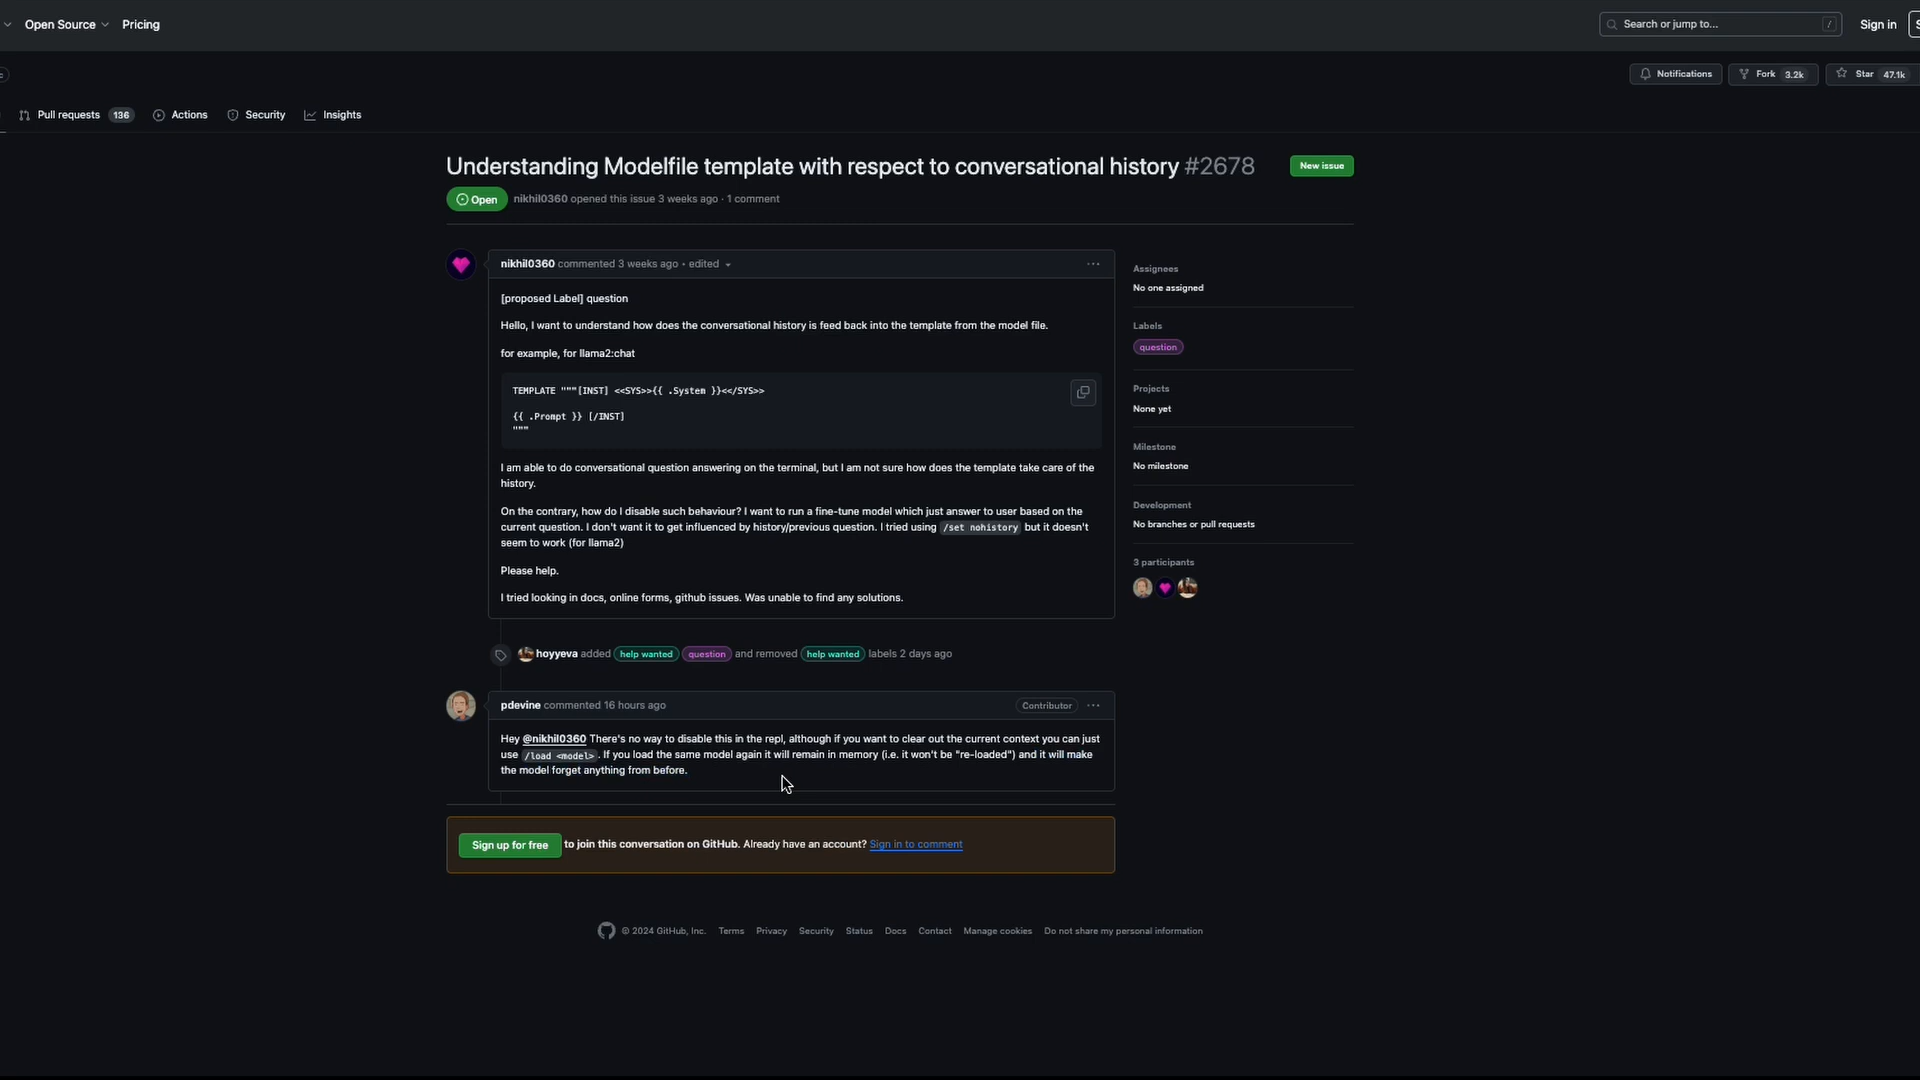 Open Source
Pricing
Search or jump to...
/
Sign in
Notifications
Fork 3.2k
Star 47.1k
Pull requests 136
Actions
Security
Insights
Understanding Modelfile template with respect to conversational history #2678
New issue
Open
nikhil0360 opened this issue 3 weeks ago · 1 comment
nikhil0360 commented 3 weeks ago • edited
[proposed Label] question
Hello, I want to understand how does the conversational history is feed back into the template from the model file.
for example, for llama2:chat
TEMPLATE """[INST] <<SYS>>{{ .System }}<</SYS>>
{{ .Prompt }} [/INST]
"""
I am able to do conversational question answering on the terminal, but I am not sure how does the template take care of the
history.
On the contrary, how do I disable such behaviour? I want to run a fine-tune model which just answer to user based on the
current question. I don't want it to get influenced by history/previous question. I tried using /set nohistory but it doesn't
seem to work (for llama2)
Please help.
I tried looking in docs, online forms, github issues. Was unable to find any solutions.
Assignees
No one assigned
Labels
question
Projects
None yet
Milestone
No milestone
Development
No branches or pull requests
3 participants
hoyyeva added help wanted question and removed help wanted labels 2 days ago
pdevine commented 16 hours ago
Contributor
Hey @nikhil0360 There's no way to disable this in the repl, although if you want to clear out the current context you can just
use /load <model>. If you load the same model again it will remain in memory (i.e. it won't be "re-loaded") and it will make
the model forget anything from before.
Sign up for free to join this conversation on GitHub. Already have an account? Sign in to comment
© 2024 GitHub, Inc. Terms Privacy Security Status Docs Contact Manage cookies Do not share my personal information